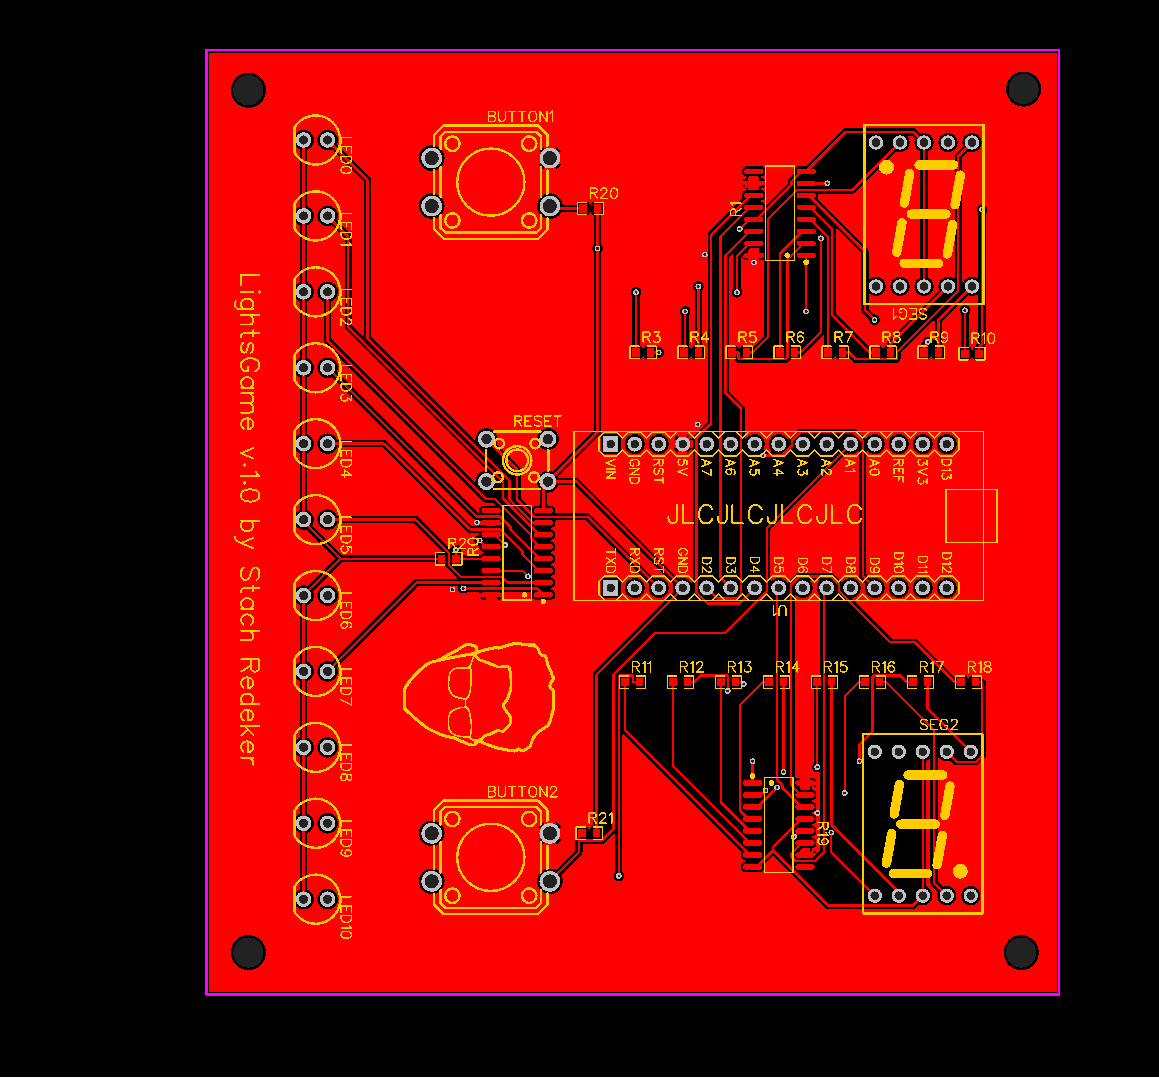 BUTTON1
LED0
R20
R1
LED1
SEG1
LED2
R3 R4 R5 R6 R7 R8 R9 R10
LED3
RESET
LED4
VIN GND RST 5V A7 A6 A5 A4 A3 A2 A1 A0 REF 3V3 D13
JLCJLCJLCJLC
LightsGame v.1.0 by Stach Redeker
LED5
TXD RXD RST GND D2 D3 D4 D5 D6 D7 D8 D9 D10 D11 D12
U1
LED6
R11 R12 R13 R14 R15 R16 R17 R18
LED7
SEG2
LED8
BUTTON2
R21
R19
LED9
LED10